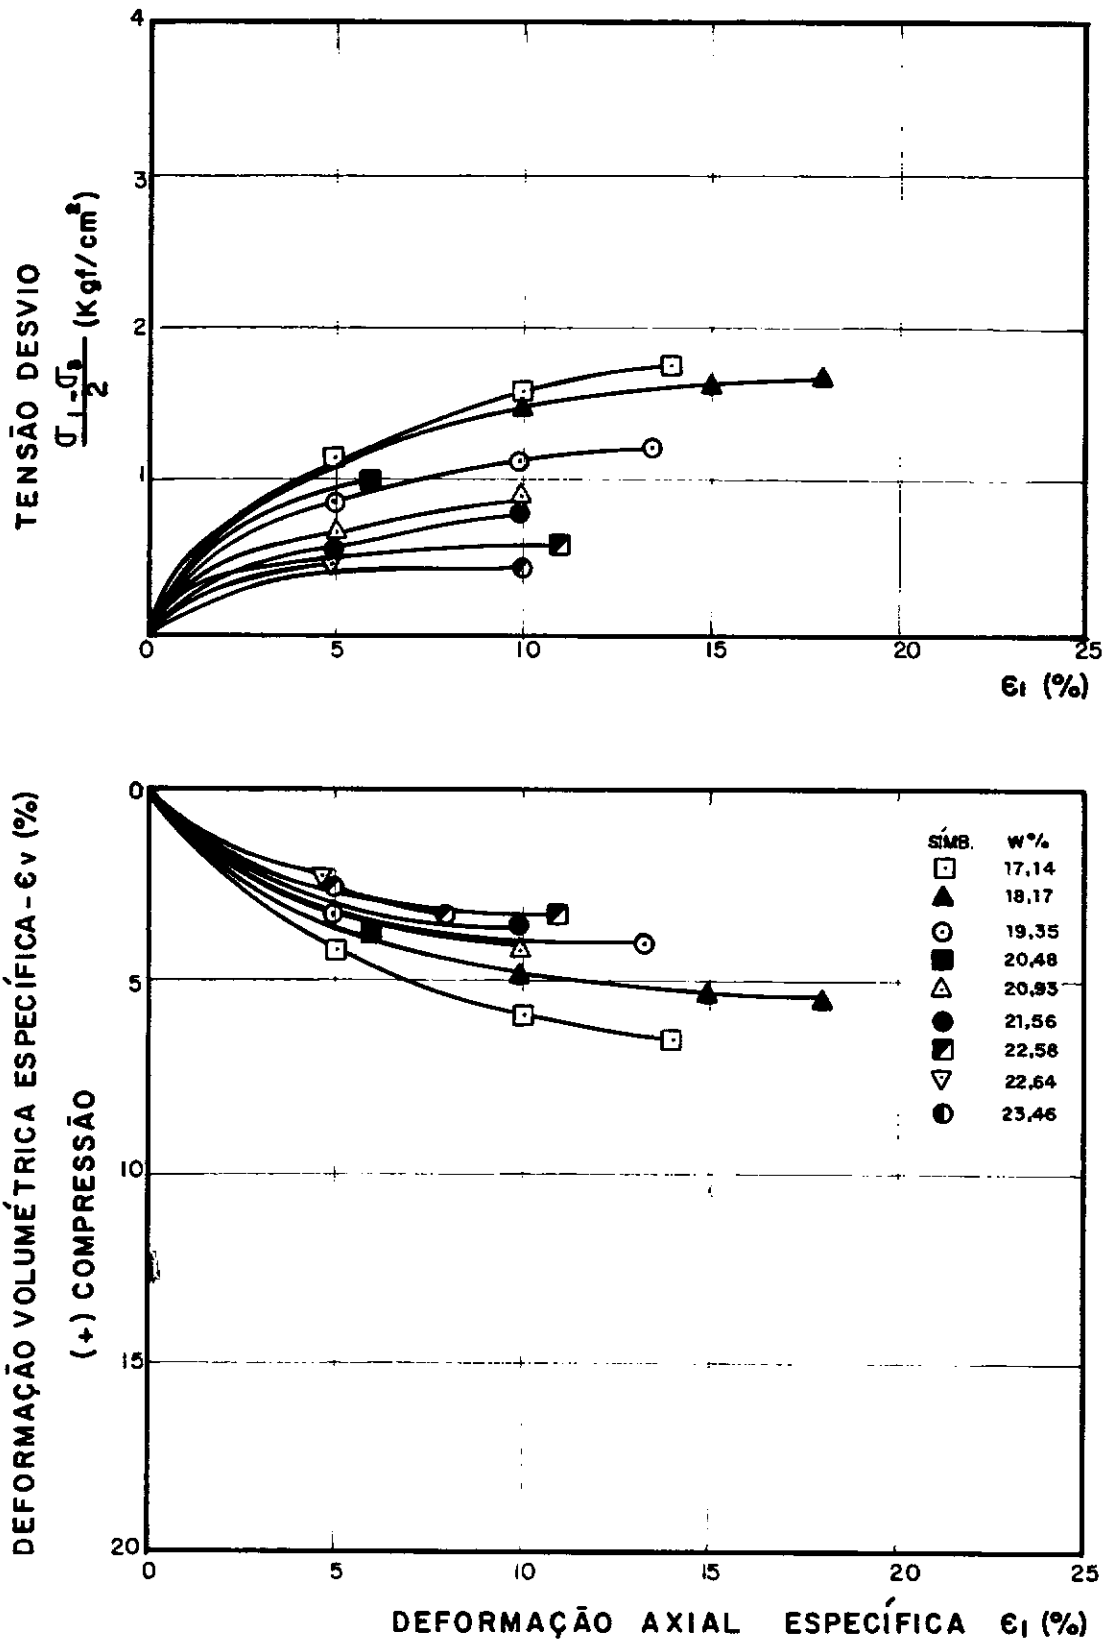 4
3
2
1
TENSÃO DESVIO
σ1-σ3
2
(Kgf/cm²)
0 5 10 15 20 25
ε1 (%)
0
5
10
15
20
DEFORMAÇÃO VOLUMÉTRICA ESPECÍFICA - εv (%)
(+) COMPRESSÃO
SÍMB. W%
17,14
18,17
19,35
20,48
20,93
21,56
22,58
22,64
23,46
0 5 10 15 20 25
DEFORMAÇÃO AXIAL ESPECÍFICA ε1 (%)